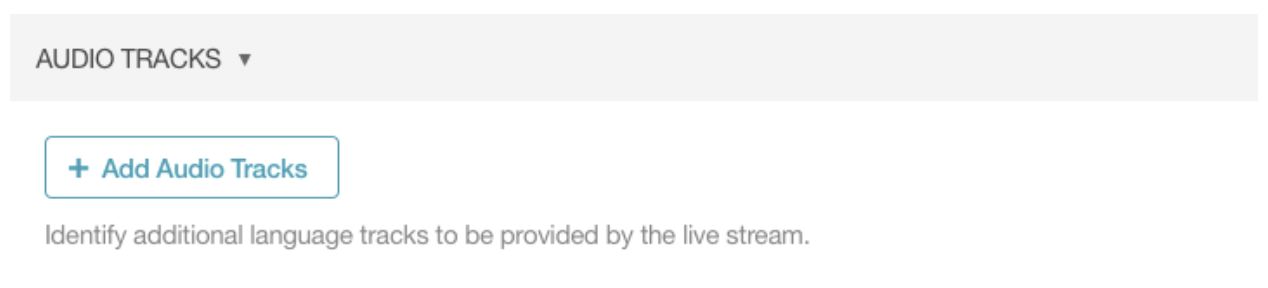 AUDIO TRACKS ▼
+ Add Audio Tracks
Identify additional language tracks to be provided by the live stream.